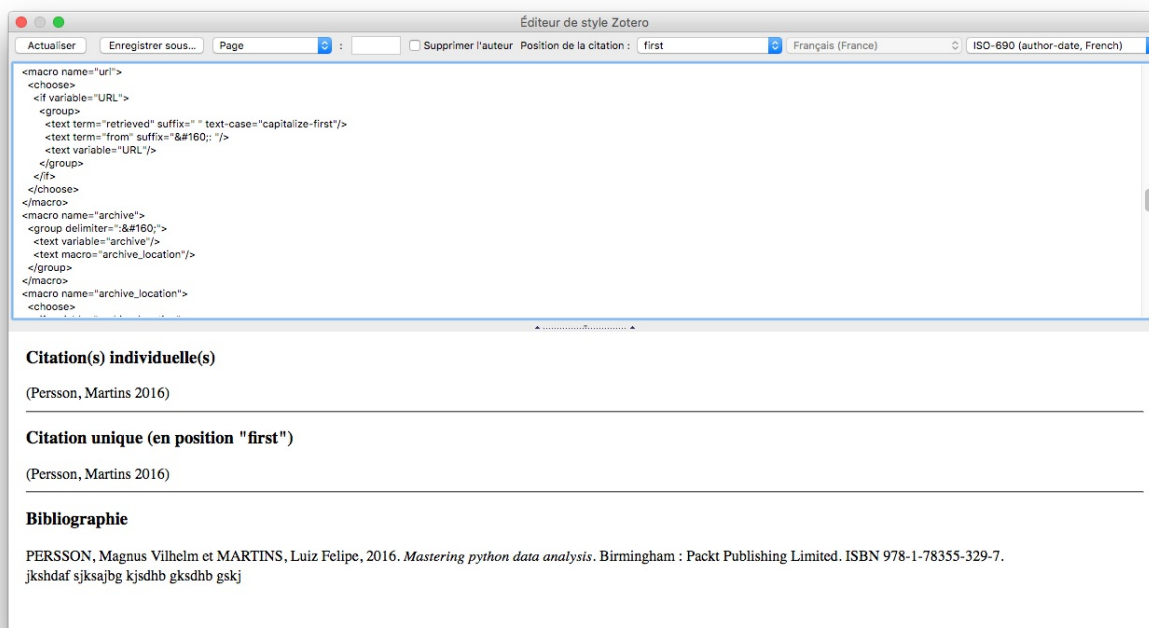 Éditeur de style Zotero
Actualiser Enregistrer sous... Page : Supprimer l'auteur Position de la citation : first Français (France) ISO-690 (author-date, French)
<macro name="url">
<choose>
<if variable="URL">
<group>
<text term="retrieved" suffix=" " text-case="capitalize-first"/>
<text term="from" suffix="&#160;: "/>
<text variable="URL"/>
</group>
</if>
</choose>
</macro>
<macro name="archive">
<group delimiter=":&#160;">
<text variable="archive"/>
<text macro="archive_location"/>
</group>
</macro>
<macro name="archive_location">
<choose>
Citation(s) individuelle(s)
(Persson, Martins 2016)
Citation unique (en position "first")
(Persson, Martins 2016)
Bibliographie
PERSSON, Magnus Vilhelm et MARTINS, Luiz Felipe, 2016. Mastering python data analysis. Birmingham : Packt Publishing Limited. ISBN 978-1-78355-329-7.
jkshdaf sjksajbg kjsdhb gksdhb gskj